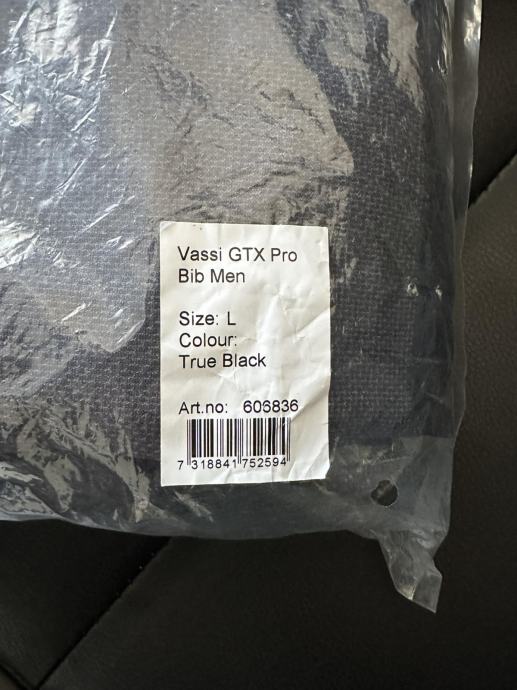 Vassi GTX Pro
Bib Men
Size: L
Colour:
True Black
Art.no: 606836
7 318841 752594